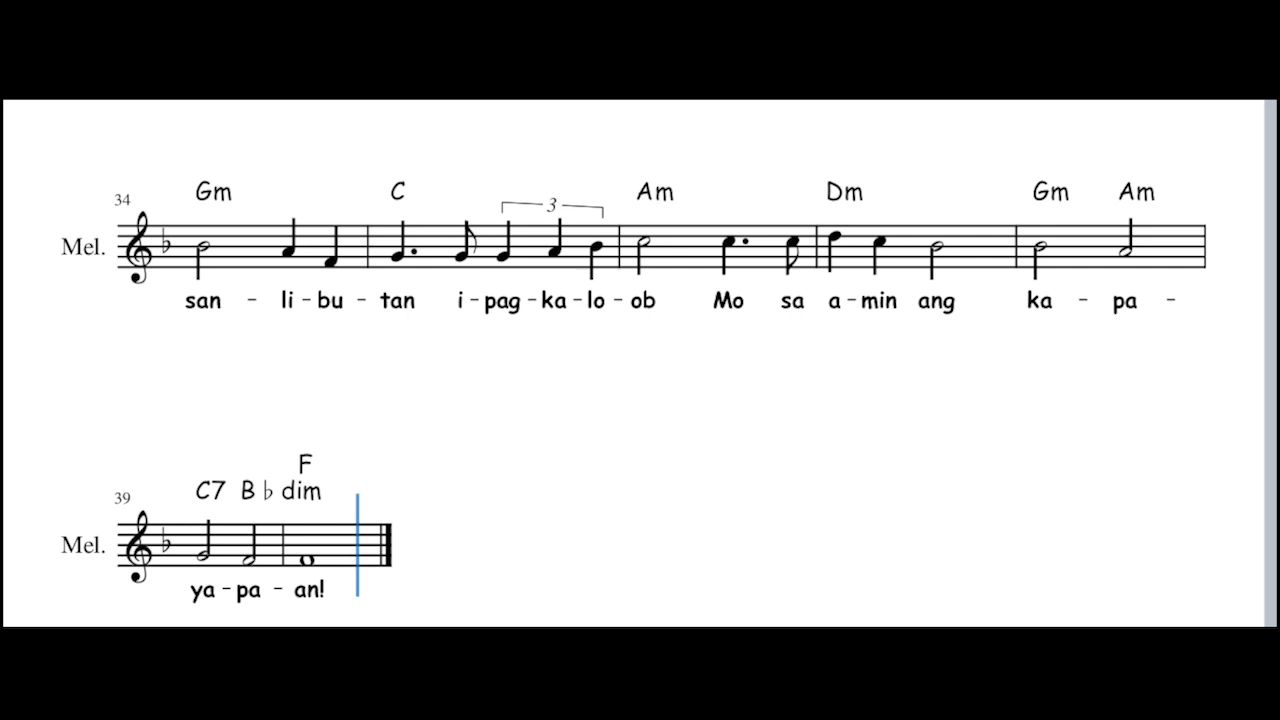 Gm C Am Dm Gm Am
34 3
Mel.
san - li - bu - tan i - pag - ka - lo - ob Mo sa a - min ang ka - pa -
F
39 C7 B♭dim
Mel.
ya - pa - an!